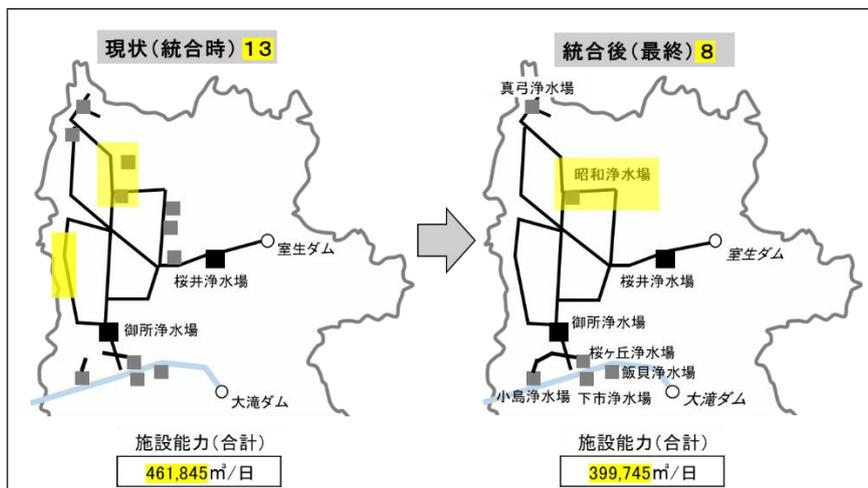 現状(統合時)13
室生ダム
桜井浄水場
御所浄水場
大滝ダム
施設能力(合計)
461,845㎥/日
統合後(最終)8
真弓浄水場
昭和浄水場
室生ダム
桜井浄水場
御所浄水場
桜ヶ丘浄水場
飯貝浄水場
小島浄水場
下市浄水場
大滝ダム
施設能力(合計)
399,745㎥/日